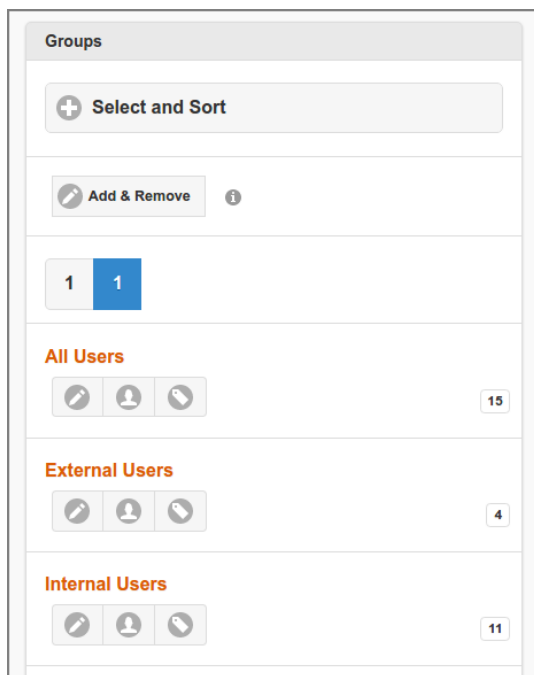 Groups
Select and Sort
Add & Remove
1 1
All Users
15
External Users
4
Internal Users
11